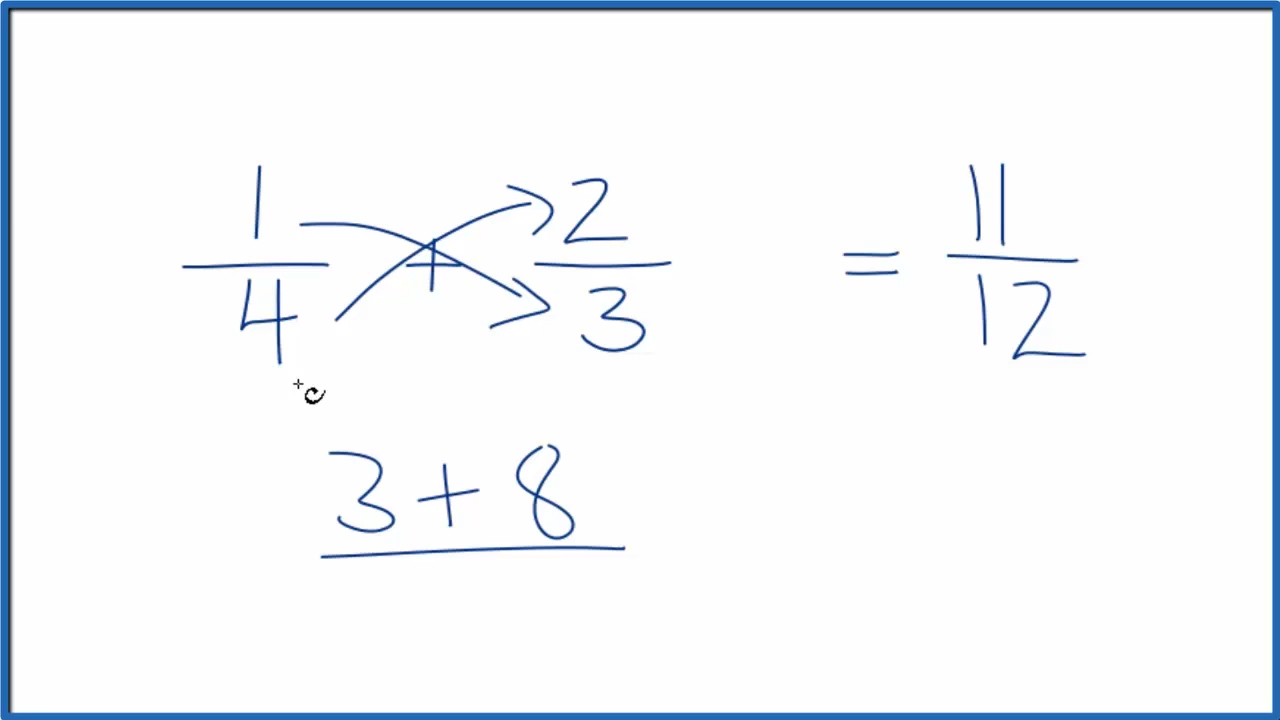 1/4 + 2/3 = 11/12
3 + 8